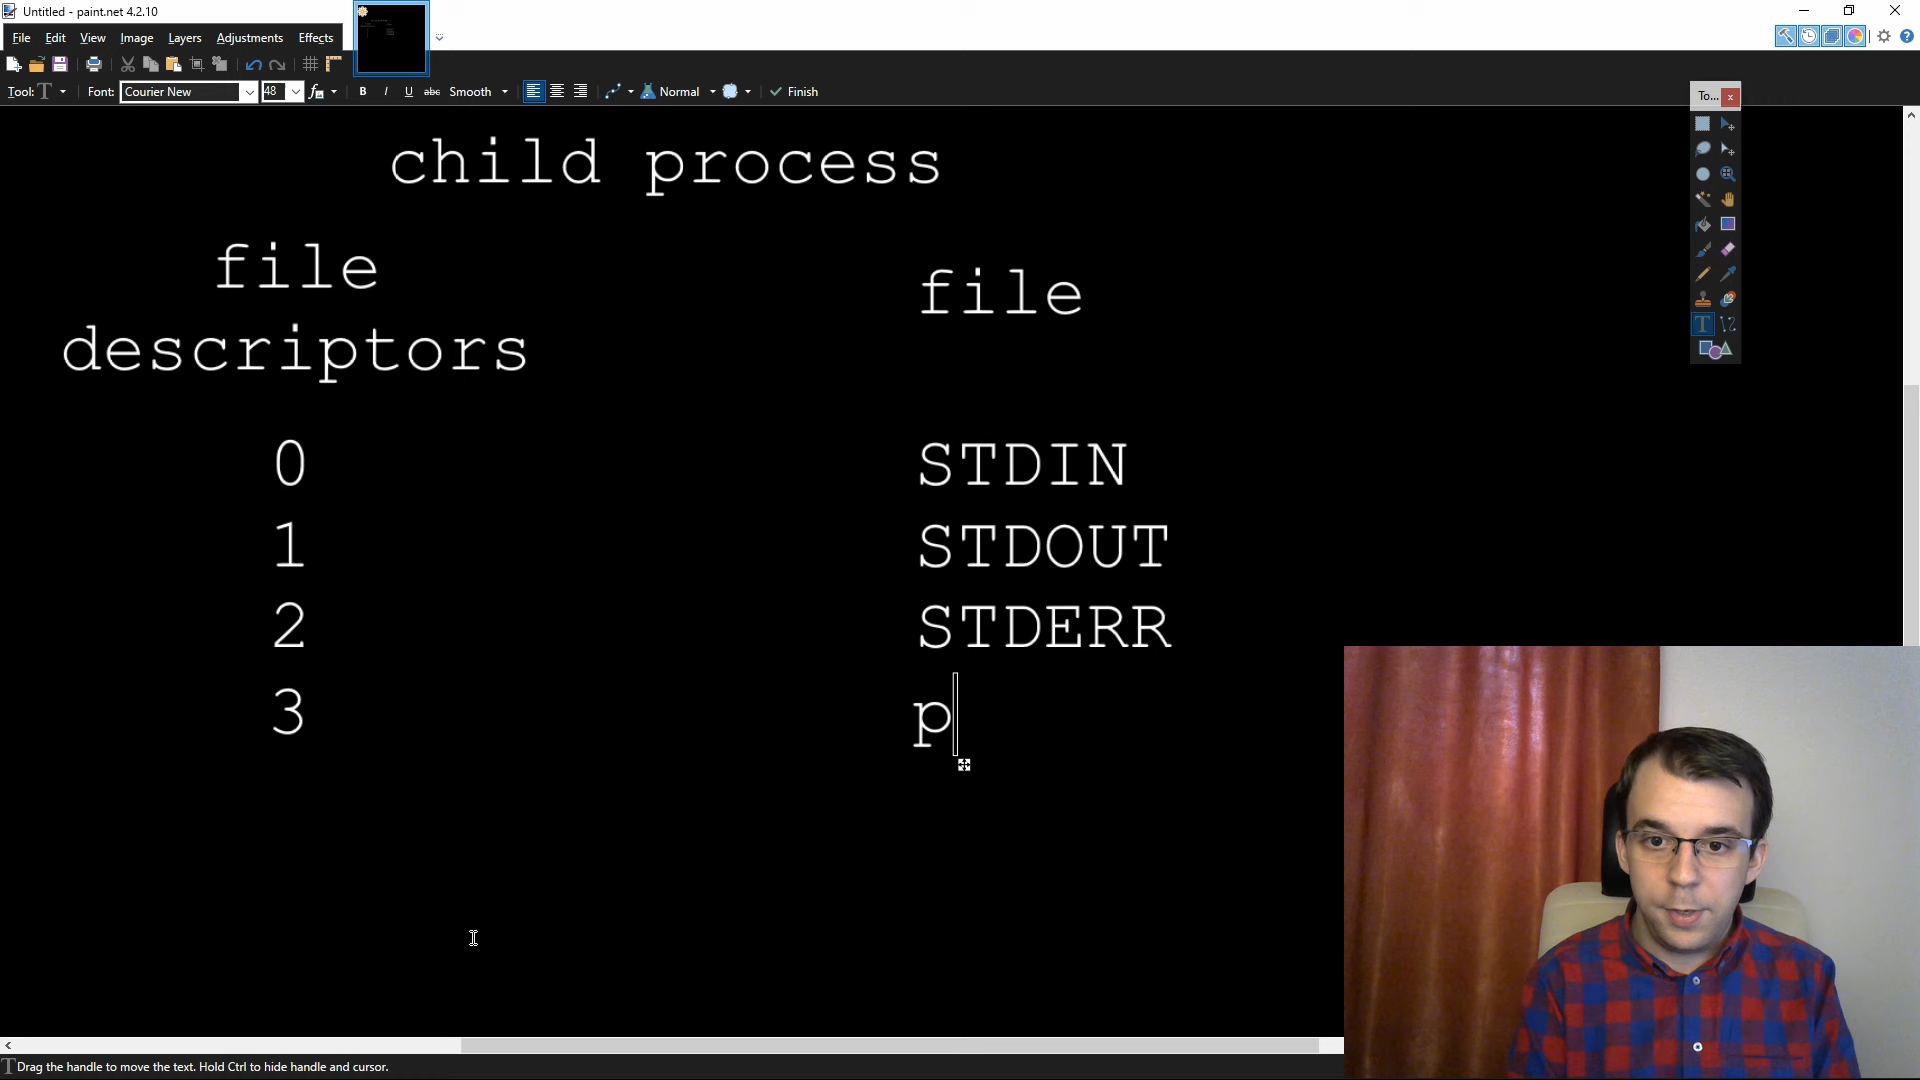 Untitled - paint.net 4.2.10
File Edit View Image Layers Adjustments Effects
Tool: T Font: Courier New 48 B I U abc Smooth Normal Finish
To...
child process
file
descriptors
file
0 STDIN
1 STDOUT
2 STDERR
3 p
Drag the handle to move the text. Hold Ctrl to hide handle and cursor.